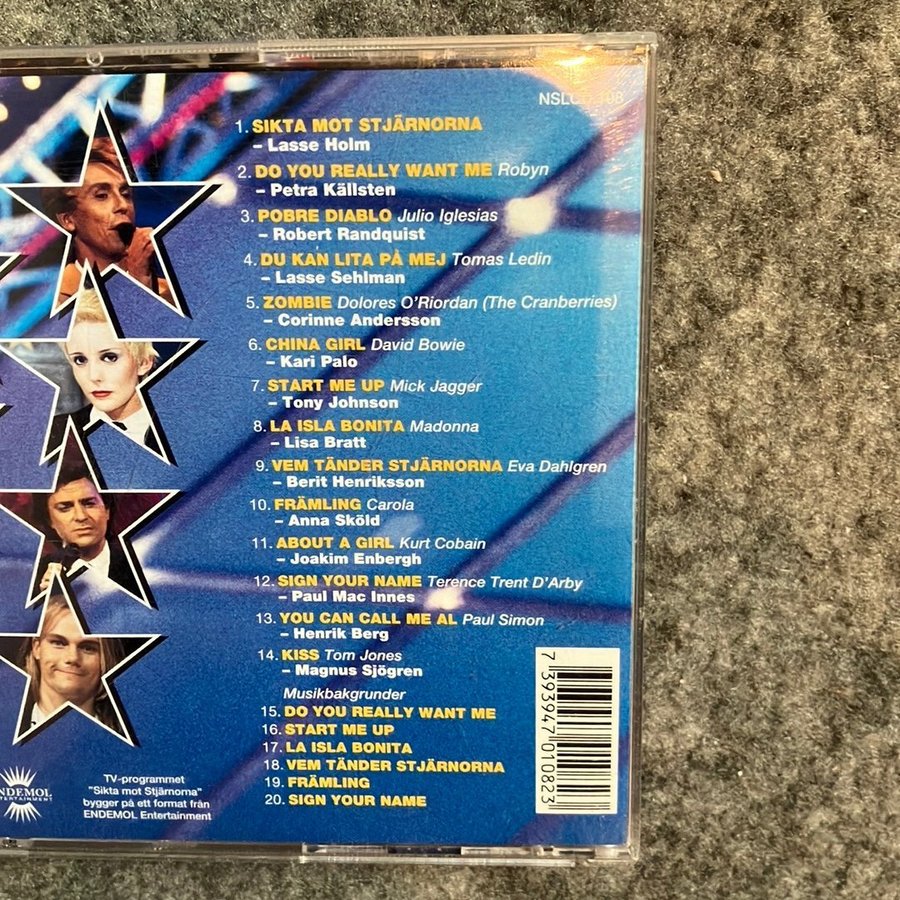 NSLCD 108
1. SIKTA MOT STJÄRNORNA
– Lasse Holm
2. DO YOU REALLY WANT ME Robyn
– Petra Källsten
3. POBRE DIABLO Julio Iglesias
– Robert Randquist
4. DU KAN LITA PÅ MEJ Tomas Ledin
– Lasse Sehlman
5. ZOMBIE Dolores O'Riordan (The Cranberries)
– Corinne Andersson
6. CHINA GIRL David Bowie
– Kari Palo
7. START ME UP Mick Jagger
– Tony Johnson
8. LA ISLA BONITA Madonna
– Lisa Bratt
9. VEM TÄNDER STJÄRNORNA Eva Dahlgren
– Berit Henriksson
10. FRÄMLING Carola
– Anna Sköld
11. ABOUT A GIRL Kurt Cobain
– Joakim Enbergh
12. SIGN YOUR NAME Terence Trent D'Arby
– Paul Mac Innes
13. YOU CAN CALL ME AL Paul Simon
– Henrik Berg
14. KISS Tom Jones
– Magnus Sjögren
Musikbakgrunder
15. DO YOU REALLY WANT ME
16. START ME UP
17. LA ISLA BONITA
18. VEM TÄNDER STJÄRNORNA
19. FRÄMLING
20. SIGN YOUR NAME
7 393947 010823
NDEMOL
NTERTAINMENT
TV-programmet
"Sikta mot Stjärnorna"
bygger på ett format från
ENDEMOL Entertainment